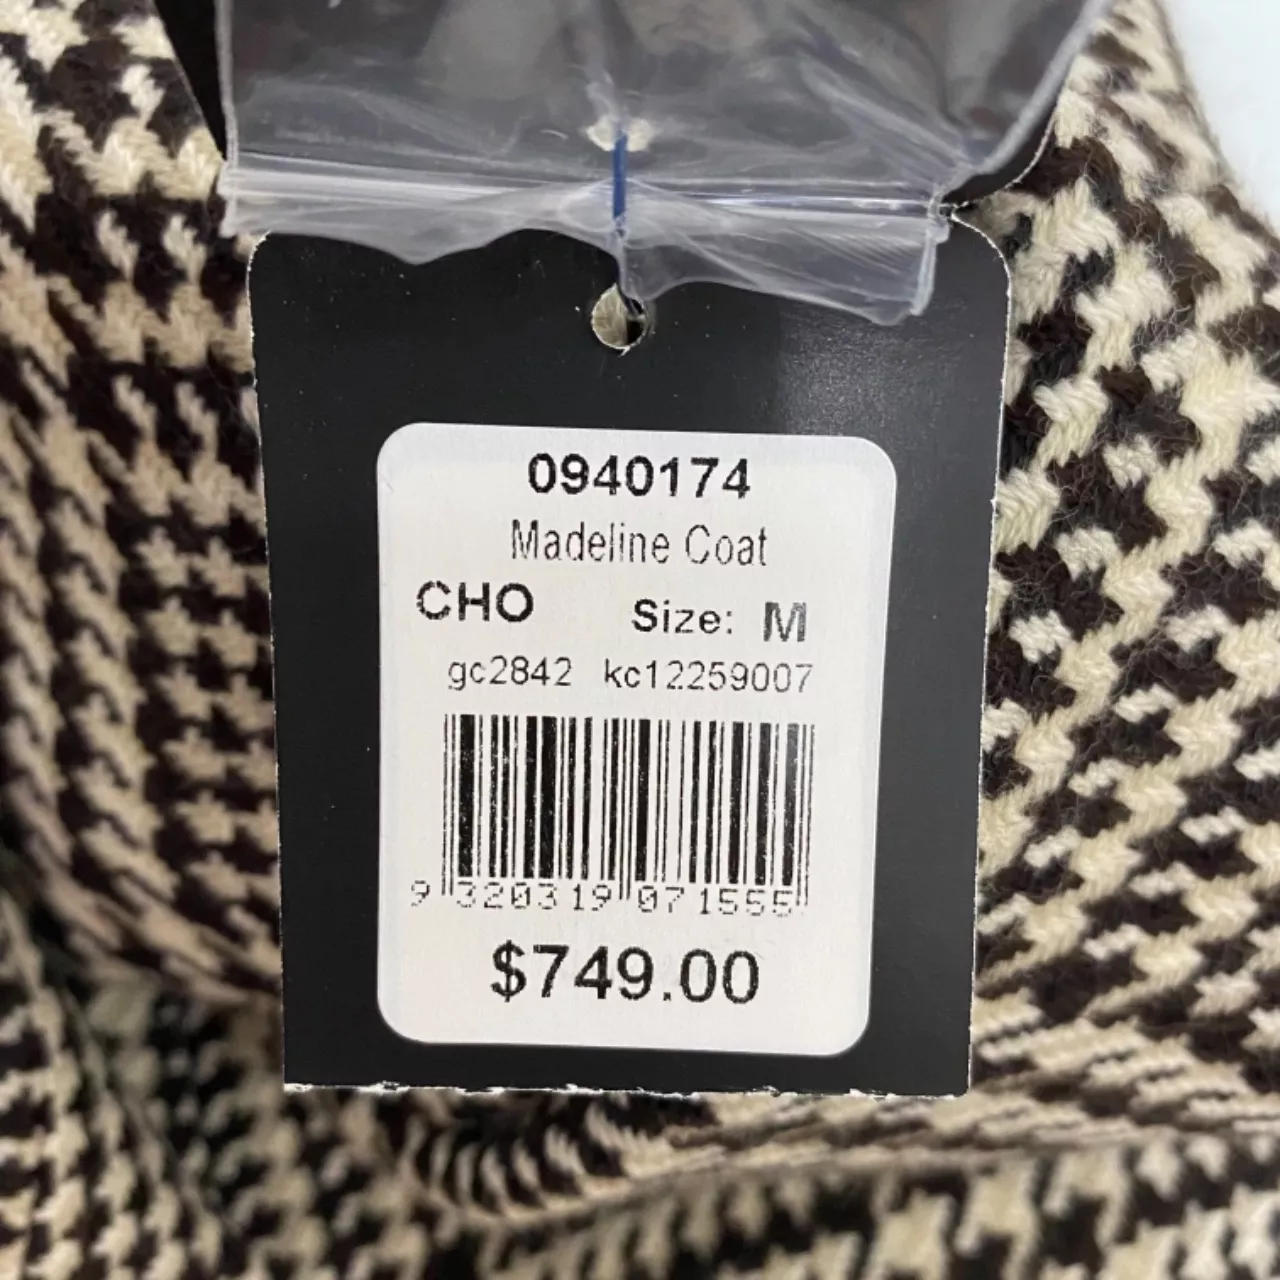 0940174
Madeline Coat
CHO Size: M
gc2842 kc12259007
9 320319 071555
$749.00